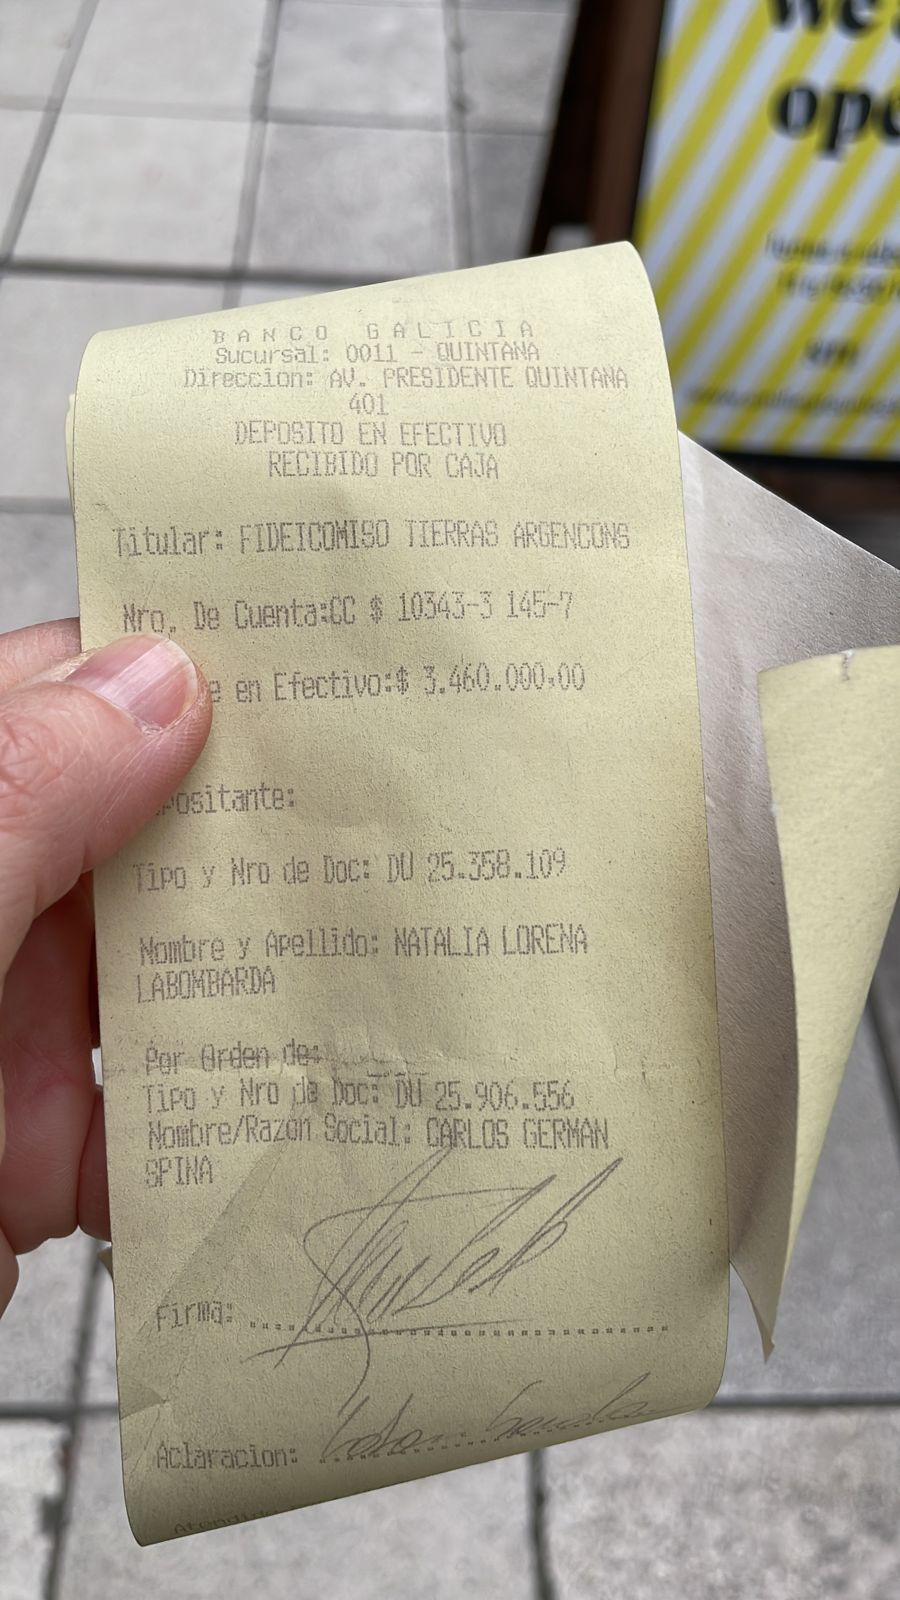 we
ope
BANCO GALICIA
Sucursal: 0011 - QUINTANA
Direccion: AV. PRESIDENTE QUINTANA
401
DEPOSITO EN EFECTIVO
RECIBIDO POR CAJA
Titular: FIDEICOMISO TIERRAS ARGENCONS
Nro. De Cuenta:CC $ 10343-3 145-7
e en Efectivo:$ 3.460.000,00
positante:
Tipo y Nro de Doc: DU 25.358.109
Nombre y Apellido: NATALIA LORENA
LABOMBARDA
Por Orden de:
Tipo y Nro de Doc: DU 25.906.556
Nombre/Razon Social: CARLOS GERMAN
SPINA
Firma:
Aclaracion:
Atendido